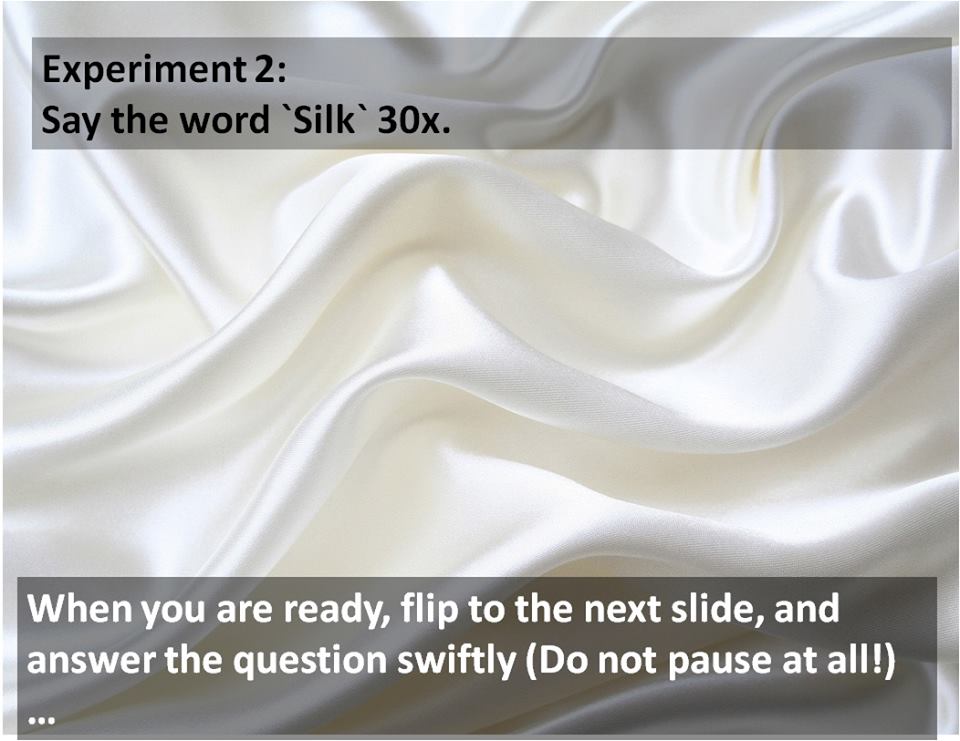 Experiment 2:
Say the word `Silk` 30x.
When you are ready, flip to the next slide, and
answer the question swiftly (Do not pause at all!)
...